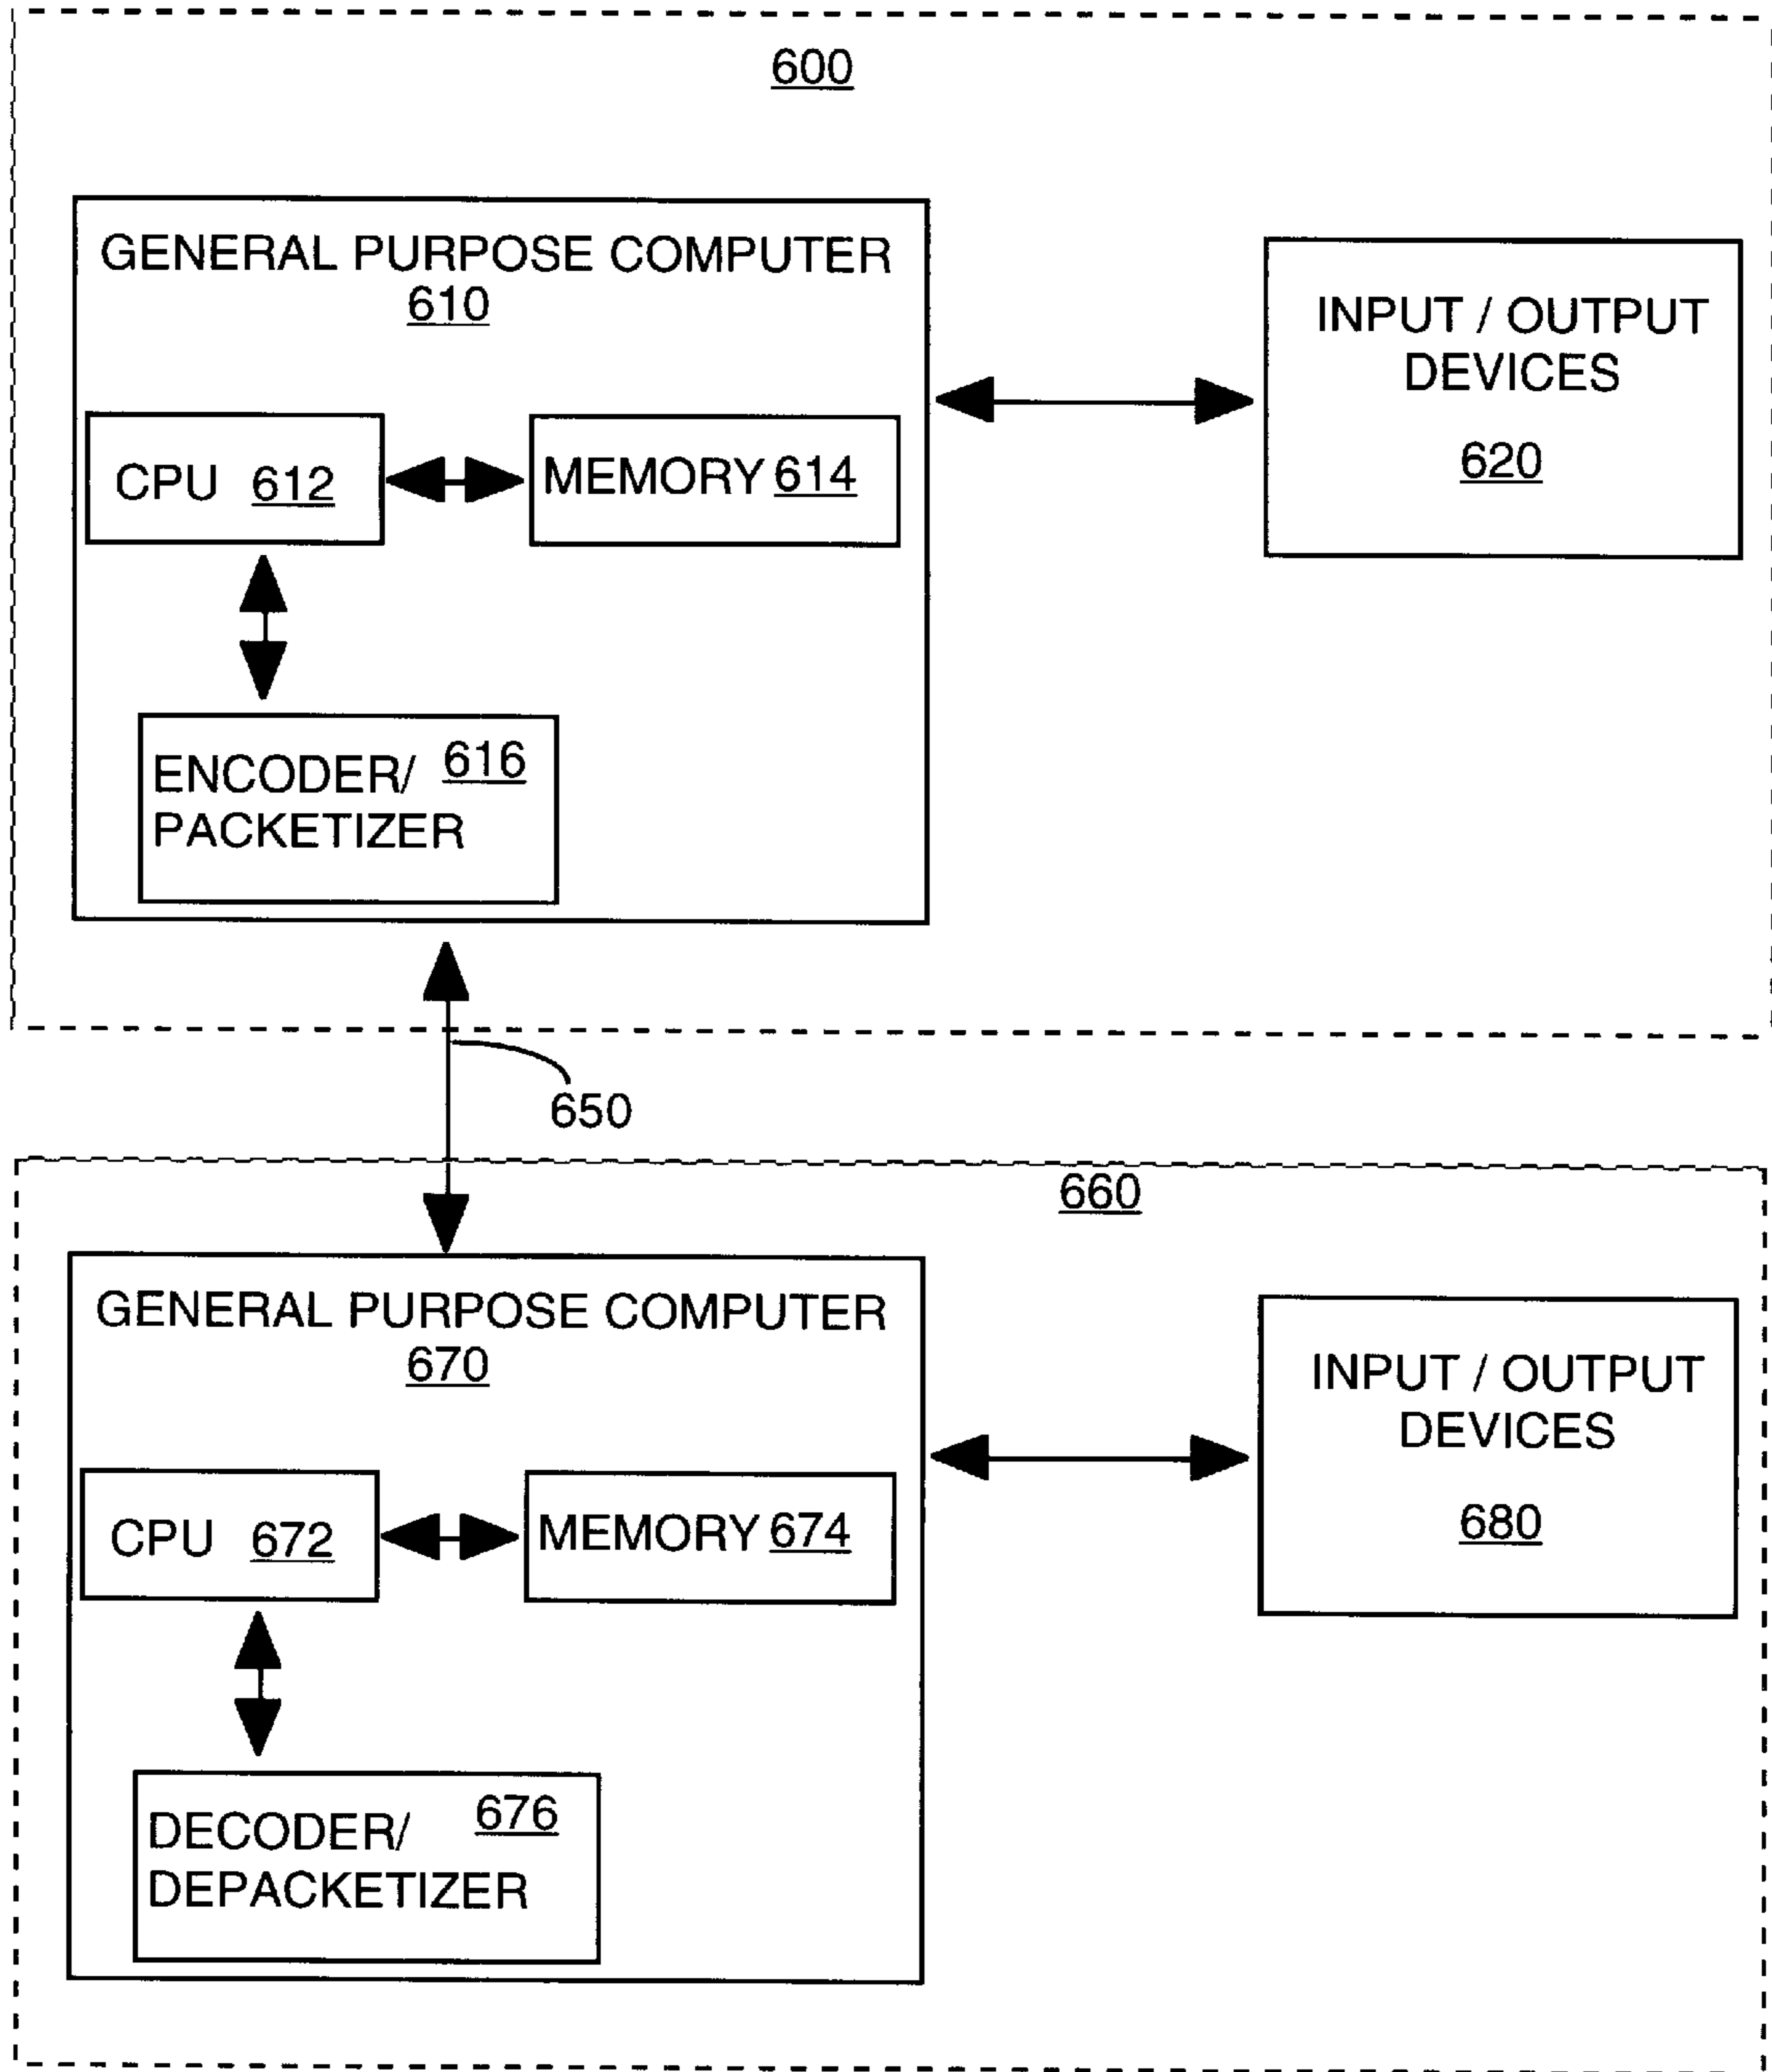 600
GENERAL PURPOSE COMPUTER
610
INPUT / OUTPUT
DEVICES
620
CPU 612
MEMORY 614
ENCODER/ 616
PACKETIZER
650
660
GENERAL PURPOSE COMPUTER
670
INPUT / OUTPUT
DEVICES
680
CPU 672
MEMORY 674
DECODER/ 676
DEPACKETIZER